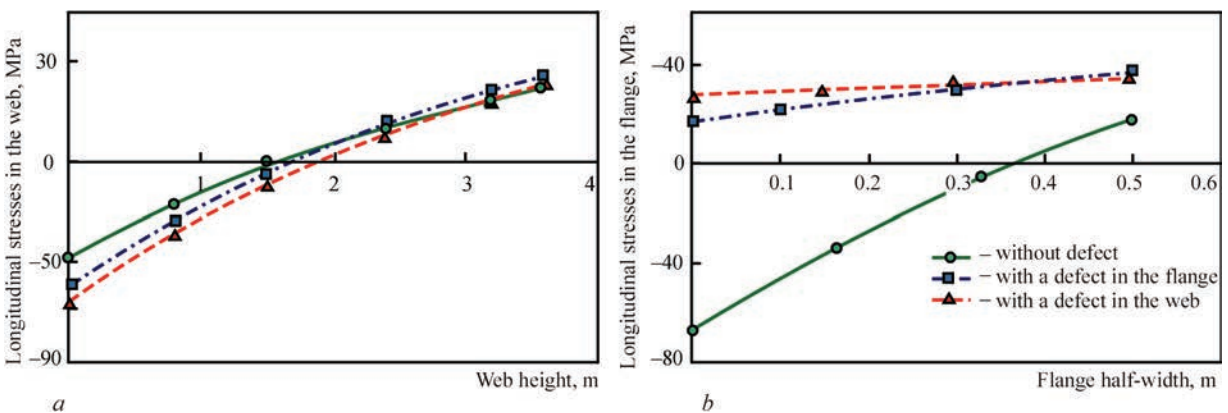 Longitudinal stresses in the web, MPa
30
0
–50
–90
1
2
3
4
Web height, m
a
Longitudinal stresses in the flange, MPa
–40
0
–40
–80
0.1
0.2
0.3
0.4
0.5
0.6
– without defect
– with a defect in the flange
– with a defect in the web
Flange half-width, m
b